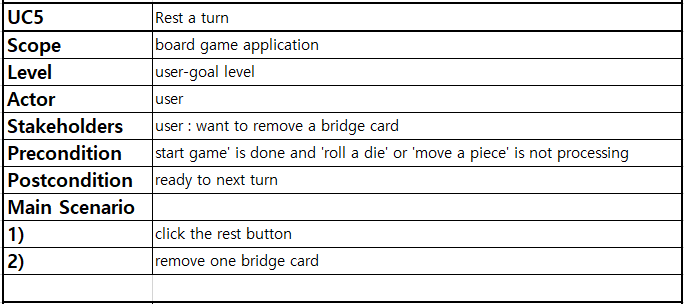 UC5 Rest a turn
Scope board game application
Level user-goal level
Actor user
Stakeholders user : want to remove a bridge card
Precondition start game' is done and 'roll a die' or 'move a piece' is not processing
Postcondition ready to next turn
Main Scenario
1) click the rest button
2) remove one bridge card